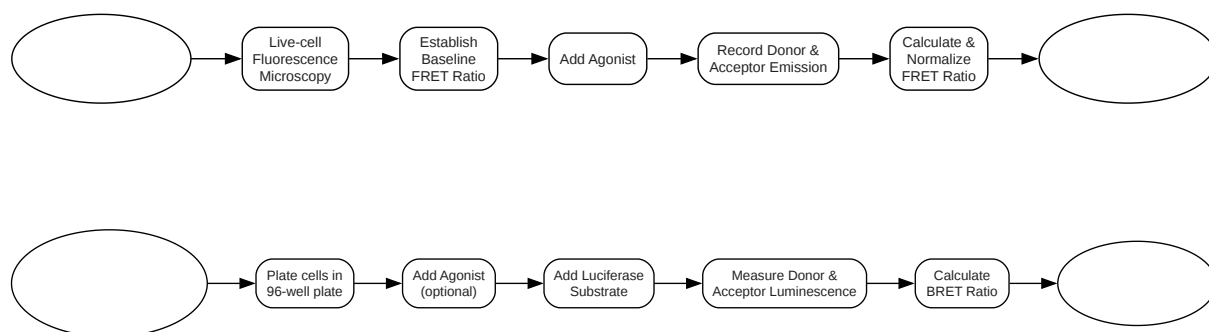 Live-cell
Fluorescence
Microscopy
Establish
Baseline
FRET Ratio
Add Agonist
Record Donor &
Acceptor Emission
Calculate &
Normalize
FRET Ratio
Plate cells in
96-well plate
Add Agonist
(optional)
Add Luciferase
Substrate
Measure Donor &
Acceptor Luminescence
Calculate
BRET Ratio